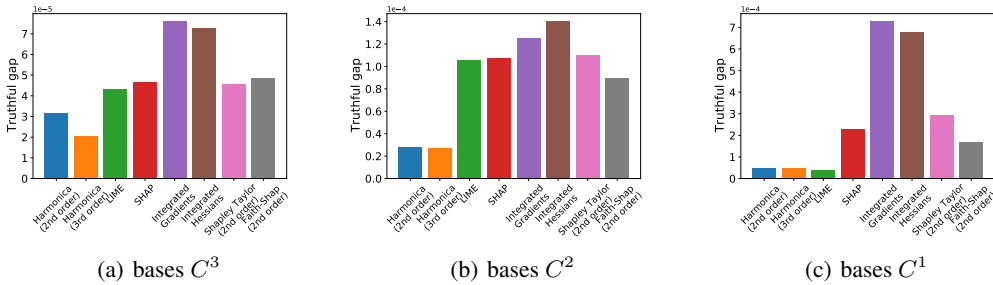 1e−5
Truthful gap
7
6
5
4
3
2
1
0
Harmonica
(2nd order)
Harmonica
(3rd order)
LIME
SHAP
Integrated
Gradients
Integrated
Hessians
Shapley Taylor
(2nd order)
Faith-Shap
(2nd order)
(a) bases C³
1e−4
Truthful gap
1.4
1.2
1.0
0.8
0.6
0.4
0.2
0.0
Harmonica
(2nd order)
Harmonica
(3rd order)
LIME
SHAP
Integrated
Gradients
Integrated
Hessians
Shapley Taylor
(2nd order)
Faith-Shap
(2nd order)
(b) bases C²
1e−4
Truthful gap
7
6
5
4
3
2
1
0
Harmonica
(2nd order)
Harmonica
(3rd order)
LIME
SHAP
Integrated
Gradients
Integrated
Hessians
Shapley Taylor
(2nd order)
Faith-Shap
(2nd order)
(c) bases C¹